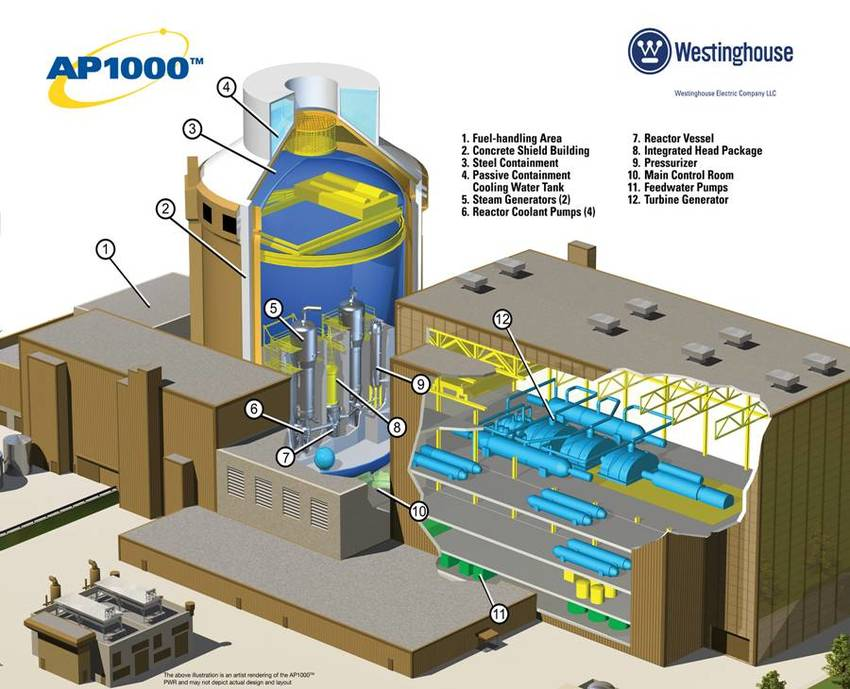 AP1000™
W
Westinghouse
Westinghouse Electric Company LLC
1. Fuel-handling Area
2. Concrete Shield Building
3. Steel Containment
4. Passive Containment
Cooling Water Tank
5. Steam Generators (2)
6. Reactor Coolant Pumps (4)
7. Reactor Vessel
8. Integrated Head Package
9. Pressurizer
10. Main Control Room
11. Feedwater Pumps
12. Turbine Generator
4
3
2
1
5
12
9
6
8
7
10
11
The above illustration is an artist rendering of the AP1000™
PWR and may not depict actual design and layout